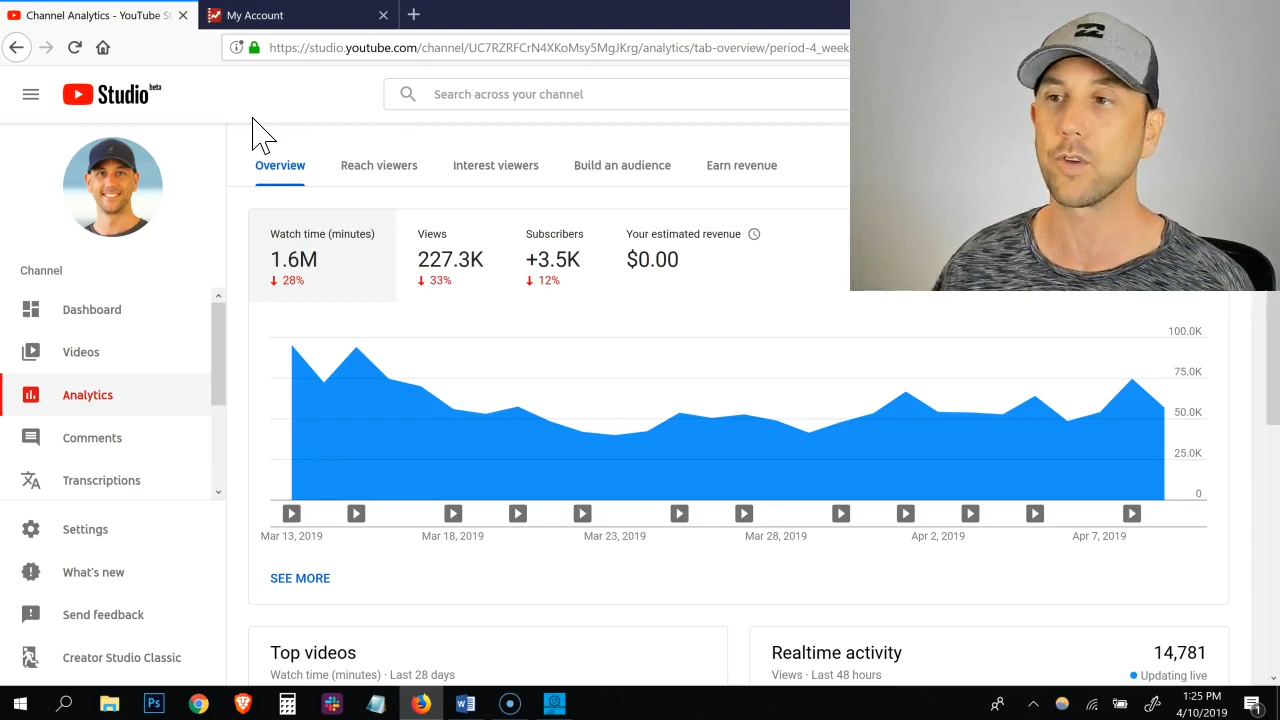 Channel Analytics - YouTube St
My Account
https://studio.youtube.com/channel/UC7RZRFCrN4XKoMsy5MgJKrg/analytics/tab-overview/period-4_week
Studio beta
Search across your channel
Overview
Reach viewers
Interest viewers
Build an audience
Earn revenue
Watch time (minutes)
1.6M
28%
Views
227.3K
33%
Subscribers
+3.5K
12%
Your estimated revenue
$0.00
Channel
Dashboard
Videos
Analytics
Comments
Transcriptions
Settings
What's new
Send feedback
Creator Studio Classic
100.0K
75.0K
50.0K
25.0K
0
Mar 13, 2019
Mar 18, 2019
Mar 23, 2019
Mar 28, 2019
Apr 2, 2019
Apr 7, 2019
SEE MORE
Top videos
Watch time (minutes) · Last 28 days
Realtime activity
14,781
Views · Last 48 hours
Updating live
1:25 PM
4/10/2019
1